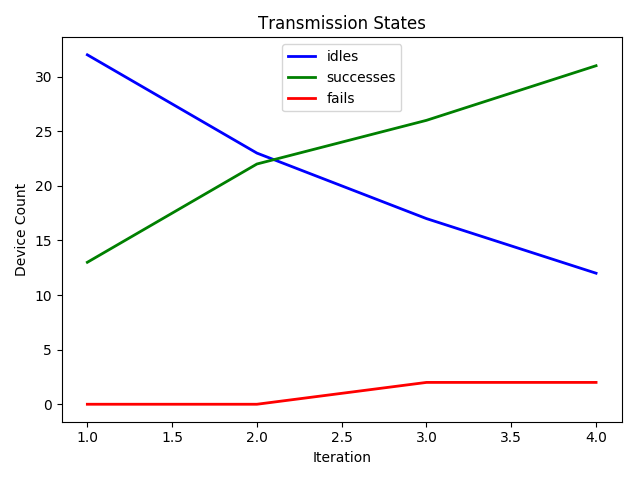 Transmission States
idles
successes
fails
Device Count
30
25
20
15
10
5
0
1.0 1.5 2.0 2.5 3.0 3.5 4.0
Iteration